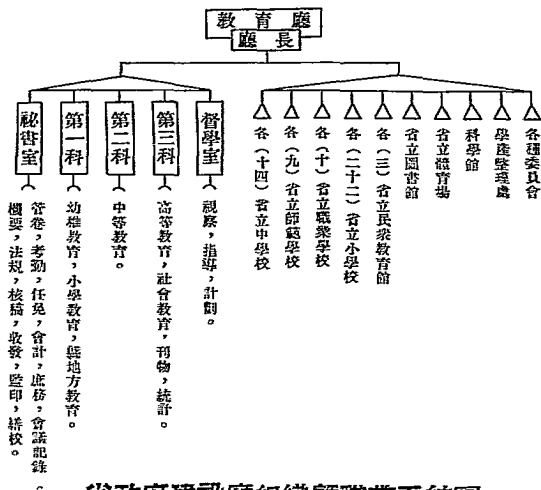 教育廳
廳長
秘書室
第一科
第二科
第三科
督學室
各（十四）省立中學校
各（九）省立師範學校
各（十）省立職業學校
各（二十二）省立小學校
各（三）省立民衆教育館
省立圖書館
省立體育場
科學館
學產整理處
各種委員會
機要，法規，核稿，收發，監印，繕校。
管卷，考勤，任免，會計，庶務，會議記錄
幼稚教育，小學教育，縣地方教育。
中等教育。
高等教育，社會教育，刊物，統計。
視察，指導，計劃。